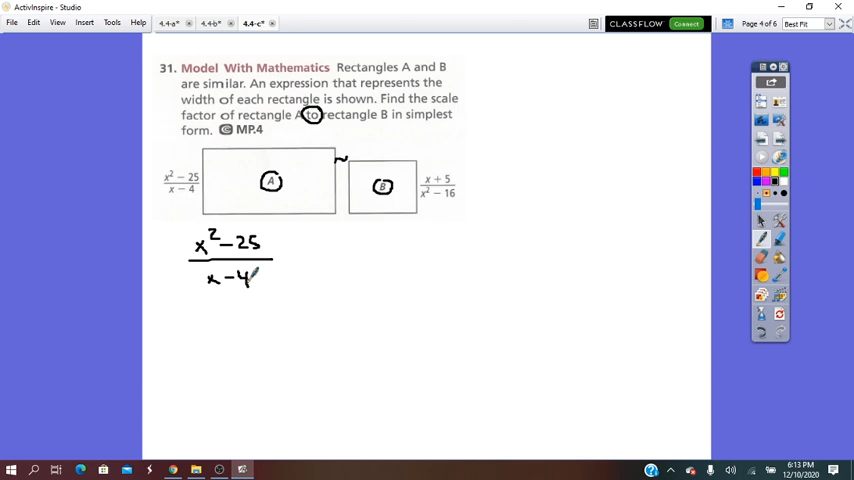 ActivInspire - Studio
File Edit View Insert Tools Help
4.4-a* 4.4-b* 4.4-c*
CLASSFLOW Connect
Page 4 of 6
Best Fit
31. Model With Mathematics Rectangles A and B
are similar. An expression that represents the
width of each rectangle is shown. Find the scale
factor of rectangle A to rectangle B in simplest
form. MP.4
x² − 25
x − 4
A
~
B
x + 5
x² − 16
x² − 25
x − 4
6:13 PM
12/10/2020